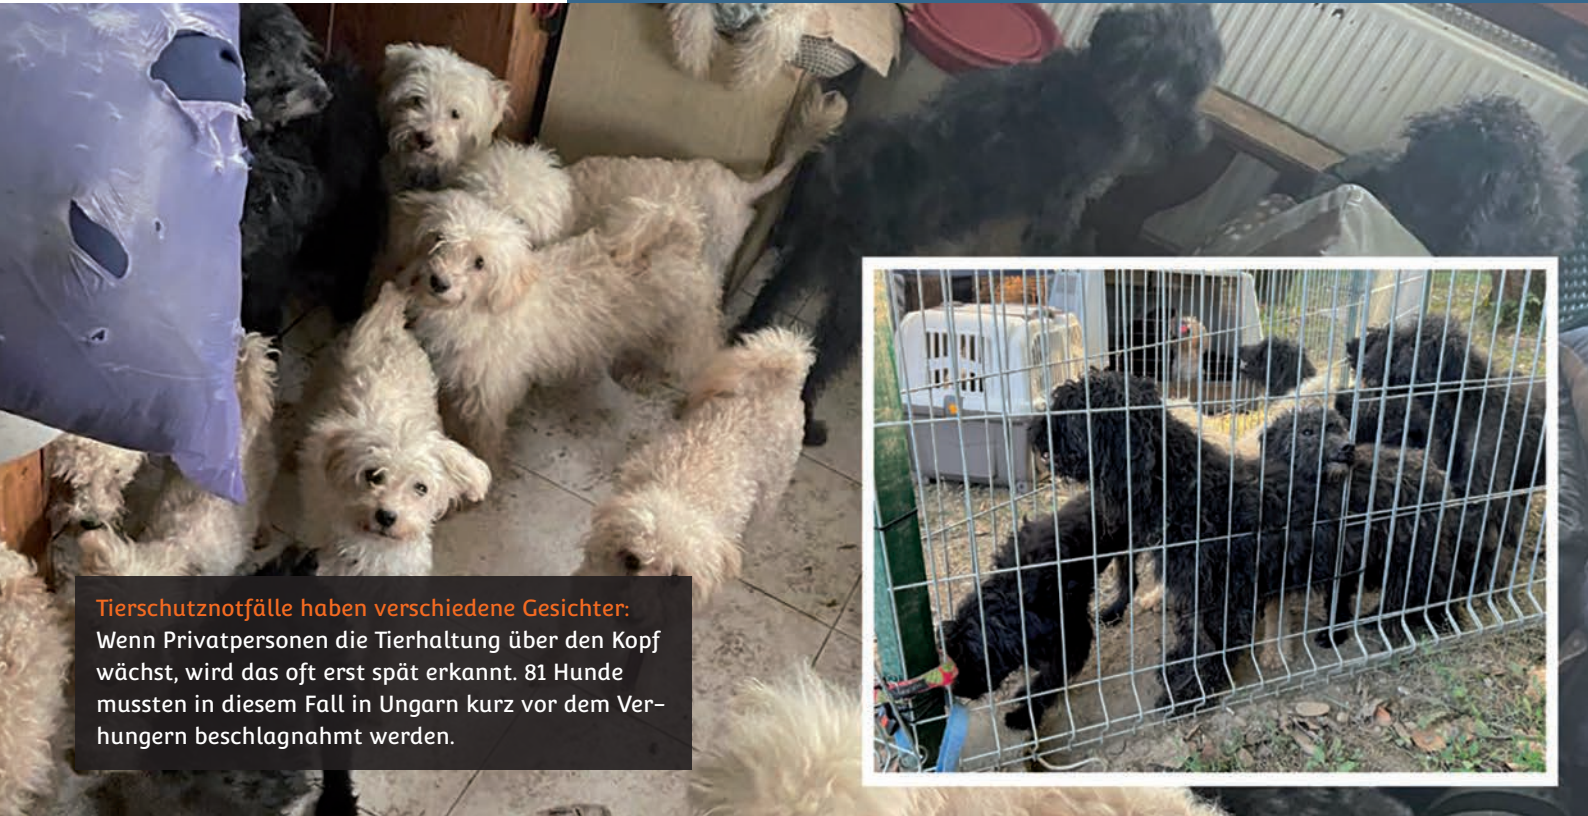 Tierschutznotfälle haben verschiedene Gesichter:
Wenn Privatpersonen die Tierhaltung über den Kopf
wächst, wird das oft erst spät erkannt. 81 Hunde
mussten in diesem Fall in Ungarn kurz vor dem Ver-
hungern beschlagnahmt werden.